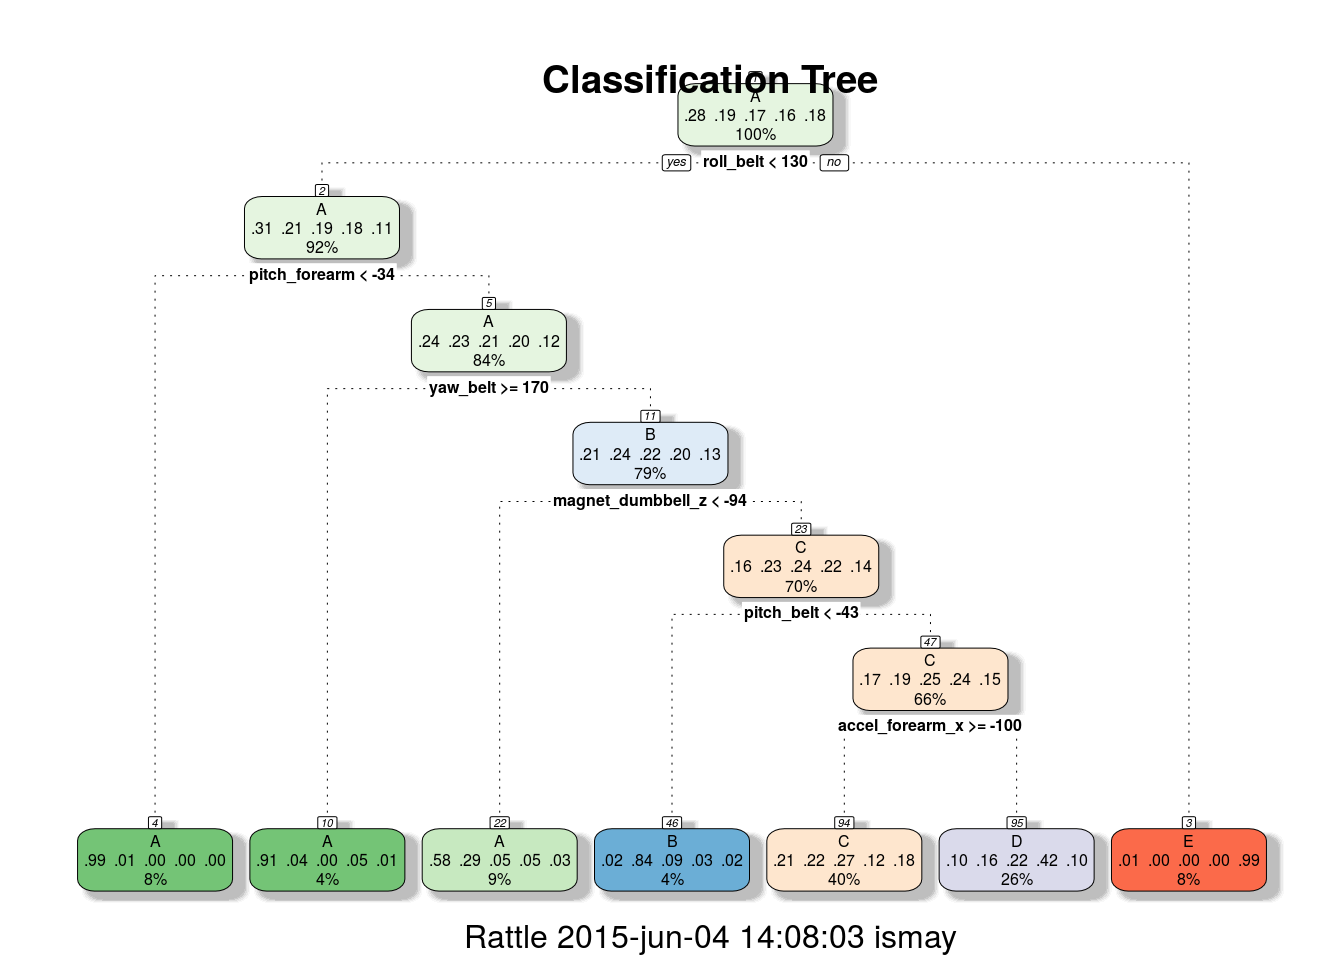 Classification Tree
A
.28 .19 .17 .16 .18
100%
yes roll_belt < 130 no
2
A
.31 .21 .19 .18 .11
92%
pitch_forearm < -34
5
A
.24 .23 .21 .20 .12
84%
yaw_belt >= 170
11
B
.21 .24 .22 .20 .13
79%
magnet_dumbbell_z < -94
23
C
.16 .23 .24 .22 .14
70%
pitch_belt < -43
47
C
.17 .19 .25 .24 .15
66%
accel_forearm_x >= -100
4
A
.99 .01 .00 .00 .00
8%
10
A
.91 .04 .00 .05 .01
4%
22
A
.58 .29 .05 .05 .03
9%
46
B
.02 .84 .09 .03 .02
4%
94
C
.21 .22 .27 .12 .18
40%
95
D
.10 .16 .22 .42 .10
26%
3
E
.01 .00 .00 .00 .99
8%
Rattle 2015-jun-04 14:08:03 ismay